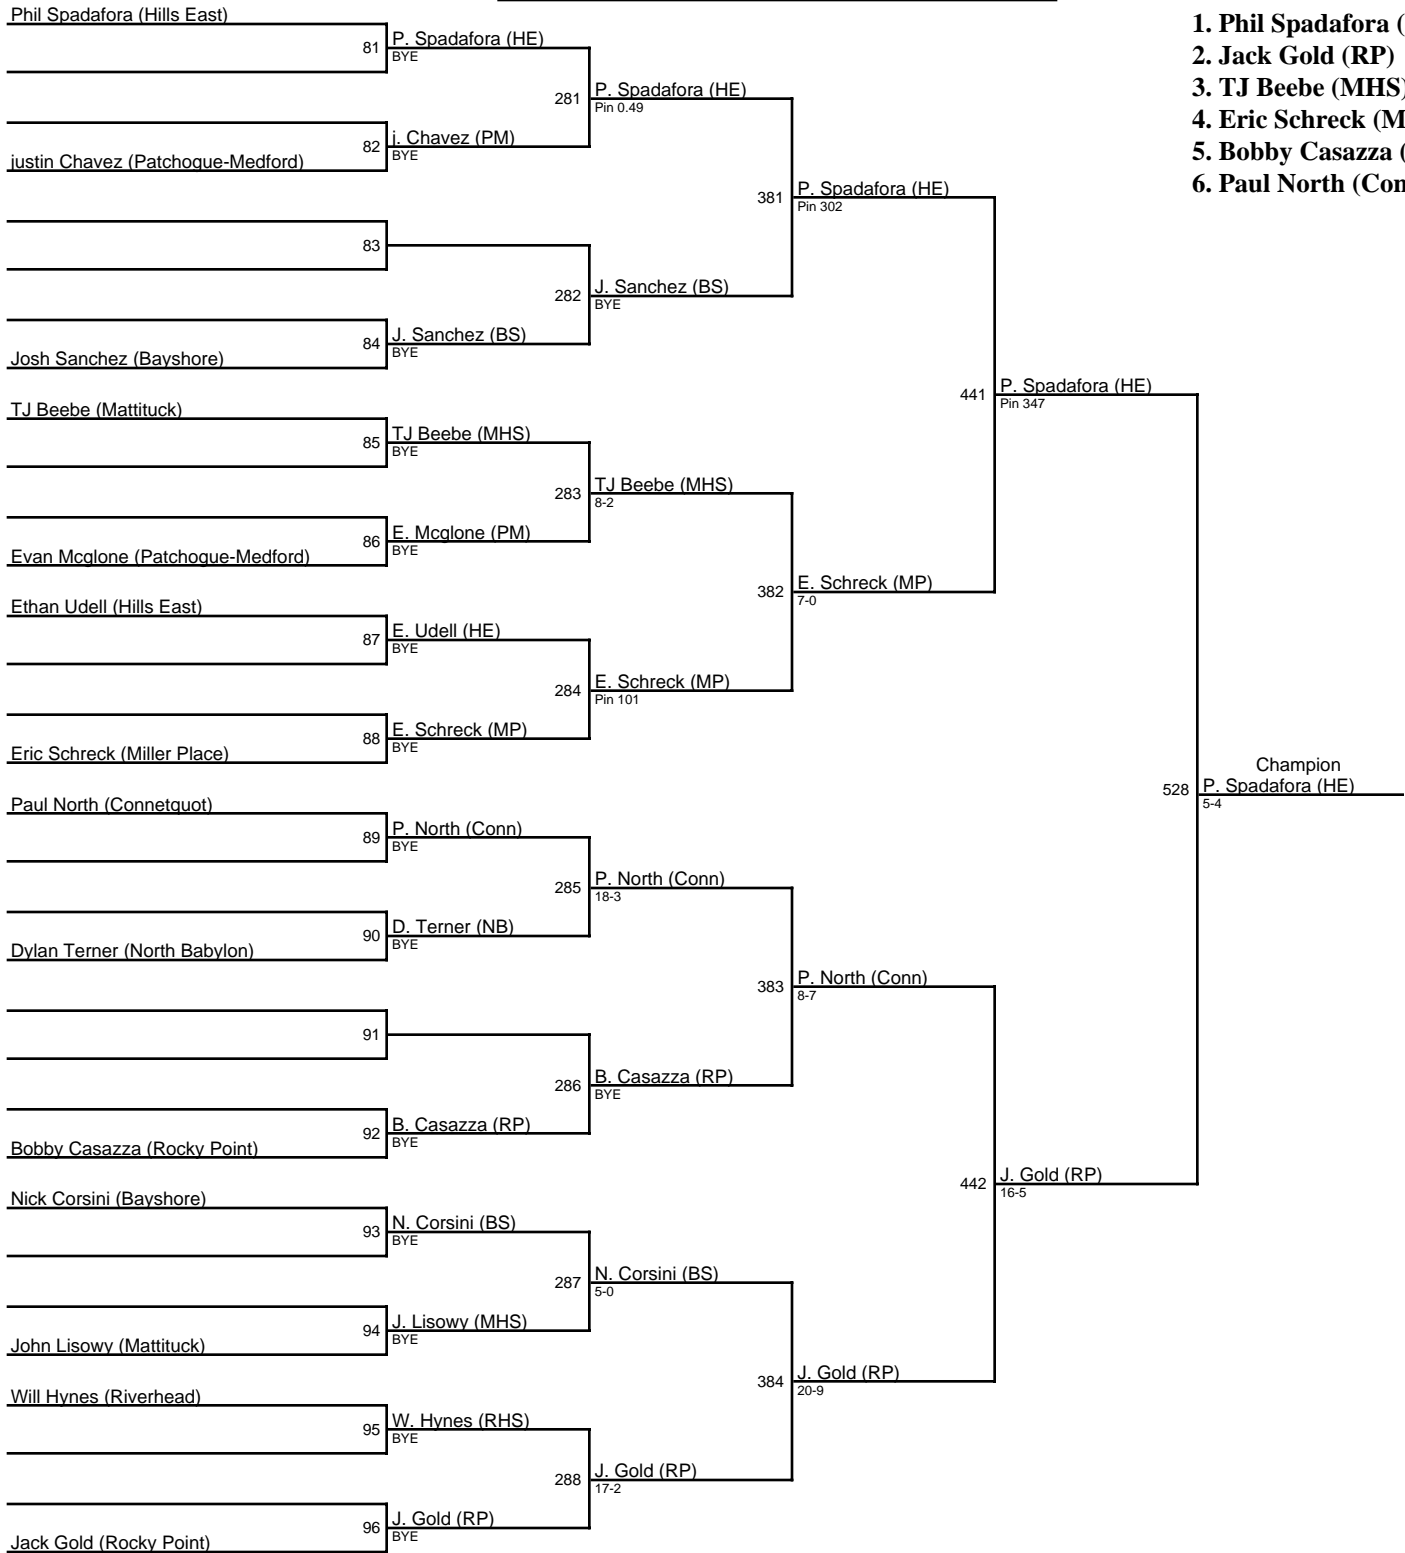 Phil Spadafora (Hills East)
81
P. Spadafora (HE)
BYE
281
P. Spadafora (HE)
Pin 0.49
82
j. Chavez (PM)
BYE
justin Chavez (Patchogue-Medford)
381
P. Spadafora (HE)
Pin 302
83
282
J. Sanchez (BS)
BYE
84
J. Sanchez (BS)
BYE
Josh Sanchez (Bayshore)
441
P. Spadafora (HE)
Pin 347
TJ Beebe (Mattituck)
85
TJ Beebe (MHS)
BYE
283
TJ Beebe (MHS)
8-2
86
E. Mcglone (PM)
BYE
Evan Mcglone (Patchogue-Medford)
382
E. Schreck (MP)
7-0
Ethan Udell (Hills East)
87
E. Udell (HE)
BYE
284
E. Schreck (MP)
Pin 101
88
E. Schreck (MP)
BYE
Eric Schreck (Miller Place)
Champion
528
P. Spadafora (HE)
5-4
Paul North (Connetquot)
89
P. North (Conn)
BYE
285
P. North (Conn)
18-3
90
D. Terner (NB)
BYE
Dylan Terner (North Babylon)
383
P. North (Conn)
8-7
91
286
B. Casazza (RP)
BYE
92
B. Casazza (RP)
BYE
Bobby Casazza (Rocky Point)
442
J. Gold (RP)
16-5
Nick Corsini (Bayshore)
93
N. Corsini (BS)
BYE
287
N. Corsini (BS)
5-0
94
J. Lisowy (MHS)
BYE
John Lisowy (Mattituck)
384
J. Gold (RP)
20-9
Will Hynes (Riverhead)
95
W. Hynes (RHS)
BYE
288
J. Gold (RP)
17-2
96
J. Gold (RP)
BYE
Jack Gold (Rocky Point)
1. Phil Spadafora (
2. Jack Gold (RP)
3. TJ Beebe (MHS)
4. Eric Schreck (M
5. Bobby Casazza (
6. Paul North (Con